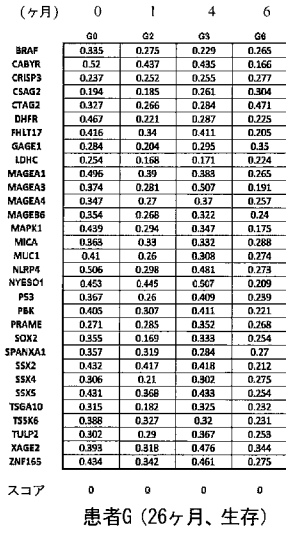 (ヶ月) 0 1 4 6
G0 G2 G4 G6
BRAF 0.335 0.275 0.229 0.265
CABYR 0.52 0.437 0.435 0.166
CRISP3 0.237 0.252 0.255 0.277
CSAG2 0.194 0.185 0.261 0.304
CTAG2 0.327 0.266 0.284 0.471
DHFR 0.467 0.221 0.287 0.225
FHLT17 0.416 0.34 0.411 0.205
GAGE1 0.284 0.204 0.295 0.35
LDHC 0.254 0.168 0.171 0.224
MAGEA1 0.496 0.39 0.383 0.265
MAGEA3 0.374 0.281 0.507 0.191
MAGEA4 0.347 0.27 0.37 0.257
MAGEB6 0.354 0.268 0.322 0.24
MAPK1 0.439 0.294 0.347 0.175
MICA 0.363 0.33 0.332 0.288
MUC1 0.41 0.26 0.308 0.274
NLRP4 0.506 0.298 0.481 0.273
NYESO1 0.453 0.445 0.507 0.209
P53 0.367 0.26 0.409 0.239
PBK 0.405 0.307 0.411 0.221
PRAME 0.271 0.285 0.352 0.268
SOX2 0.355 0.169 0.333 0.254
SPANXA1 0.357 0.319 0.284 0.27
SSX2 0.432 0.417 0.418 0.212
SSX4 0.306 0.21 0.302 0.275
SSX5 0.431 0.368 0.433 0.254
TSGA10 0.315 0.182 0.325 0.232
TSSK6 0.388 0.327 0.32 0.231
TULP2 0.302 0.29 0.367 0.253
XAGE2 0.393 0.318 0.476 0.344
ZNF165 0.434 0.342 0.461 0.275
スコア 0 0 0 0
患者G (26ヶ月、生存)